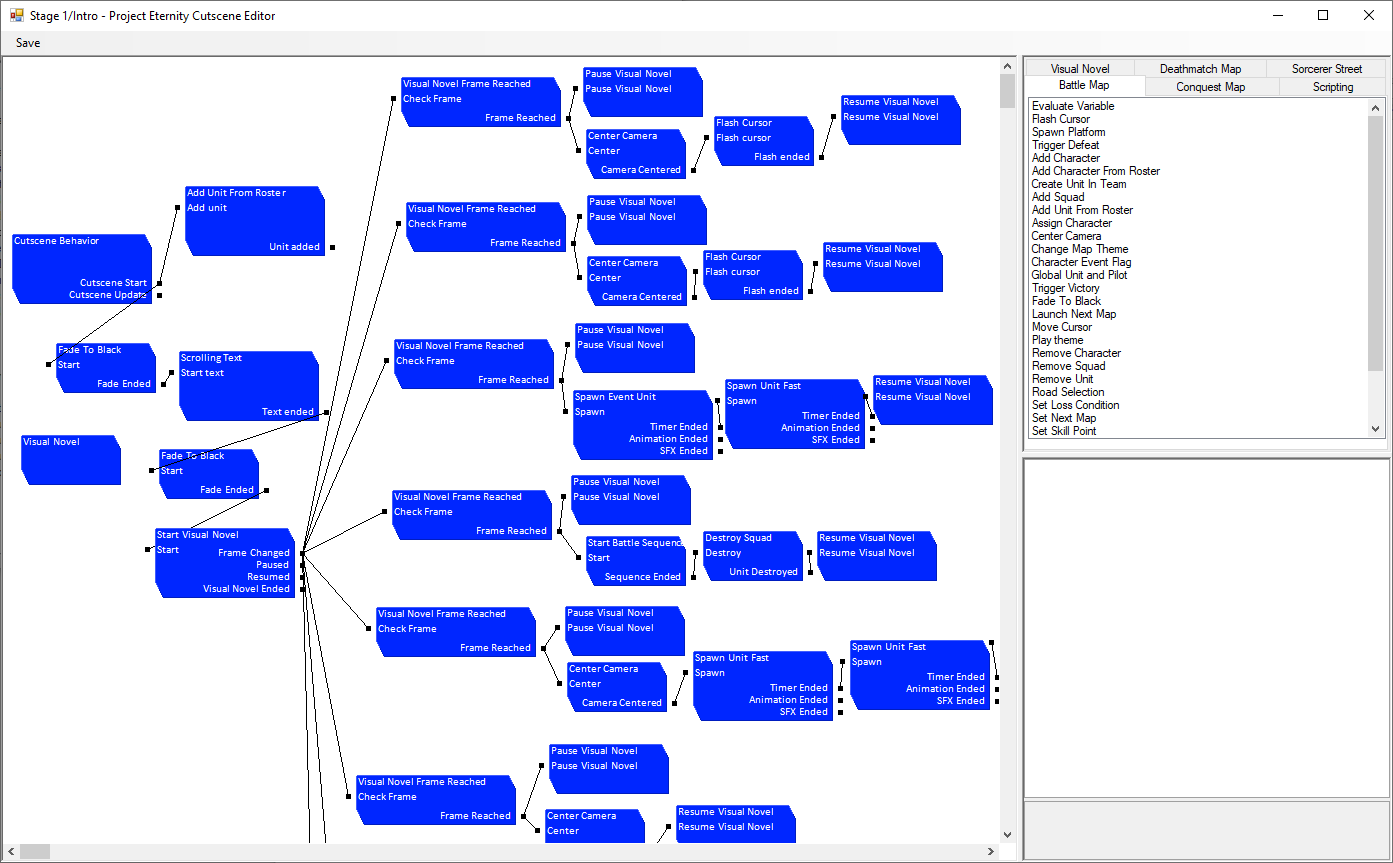 Stage 1/Intro - Project Eternity Cutscene Editor
Save
Cutscene Behavior
Cutscene Start
Cutscene Update
Add Unit From Roster
Add unit
Unit added
Fade To Black
Start
Fade Ended
Scrolling Text
Start text
Text ended
Visual Novel
Fade To Black
Start
Fade Ended
Start Visual Novel
Start
Frame Changed
Paused
Resumed
Visual Novel Ended
Visual Novel Frame Reached
Check Frame
Frame Reached
Pause Visual Novel
Pause Visual Novel
Center Camera
Center
Camera Centered
Flash Cursor
Flash cursor
Flash ended
Resume Visual Novel
Resume Visual Novel
Visual Novel Frame Reached
Check Frame
Frame Reached
Pause Visual Novel
Pause Visual Novel
Center Camera
Center
Camera Centered
Flash Cursor
Flash cursor
Flash ended
Resume Visual Novel
Resume Visual Novel
Visual Novel Frame Reached
Check Frame
Frame Reached
Pause Visual Novel
Pause Visual Novel
Spawn Event Unit
Spawn
Timer Ended
Animation Ended
SFX Ended
Spawn Unit Fast
Spawn
Timer Ended
Animation Ended
SFX Ended
Resume Visual Novel
Resume Visual Novel
Visual Novel Frame Reached
Check Frame
Frame Reached
Pause Visual Novel
Pause Visual Novel
Start Battle Sequenc
Start
Sequence Ended
Destroy Squad
Destroy
Unit Destroyed
Resume Visual Novel
Resume Visual Novel
Visual Novel Frame Reached
Check Frame
Frame Reached
Pause Visual Novel
Pause Visual Novel
Center Camera
Center
Camera Centered
Spawn Unit Fast
Spawn
Timer Ended
Animation Ended
SFX Ended
Spawn Unit Fast
Spawn
Timer Ended
Animation Ended
SFX Ended
Visual Novel Frame Reached
Check Frame
Frame Reached
Pause Visual Novel
Pause Visual Novel
Center Camera
Center
Resume Visual Novel
Resume Visual Novel
Visual Novel
Deathmatch Map
Sorcerer Street
Battle Map
Conquest Map
Scripting
Evaluate Variable
Flash Cursor
Spawn Platform
Trigger Defeat
Add Character
Add Character From Roster
Create Unit In Team
Add Squad
Add Unit From Roster
Assign Character
Center Camera
Change Map Theme
Character Event Flag
Global Unit and Pilot
Trigger Victory
Fade To Black
Launch Next Map
Move Cursor
Play theme
Remove Character
Remove Squad
Remove Unit
Road Selection
Set Loss Condition
Set Next Map
Set Skill Point